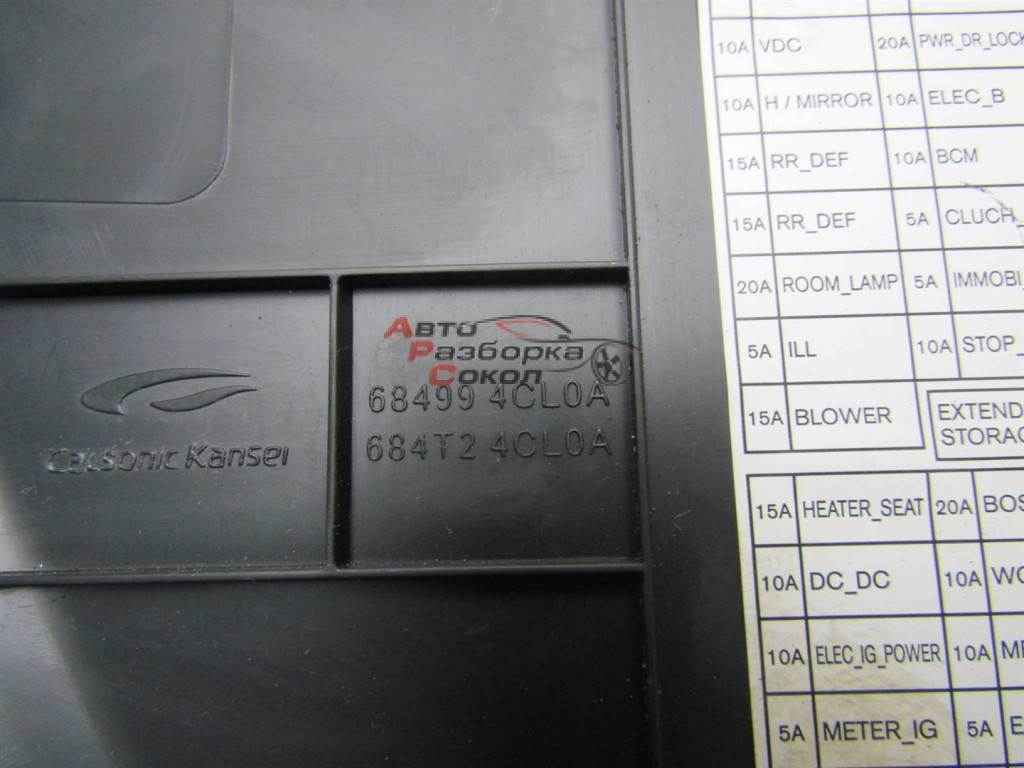 10A VDC 20A PWR_DR_LOCK
10A H / MIRROR 10A ELEC_B
15A RR_DEF 10A BCM
15A RR_DEF 5A CLUCH_
20A ROOM_LAMP 5A IMMOBI
5A ILL 10A STOP_
15A BLOWER
EXTEND
STORAG
15A HEATER_SEAT 20A BOS
10A DC_DC 10A
10A ELEC_IG_POWER 10A
5A METER_IG 5A
Авто
Разборка
Сокол
68499 4CL0A
684T2 4CL0A
Calsonic Kansei